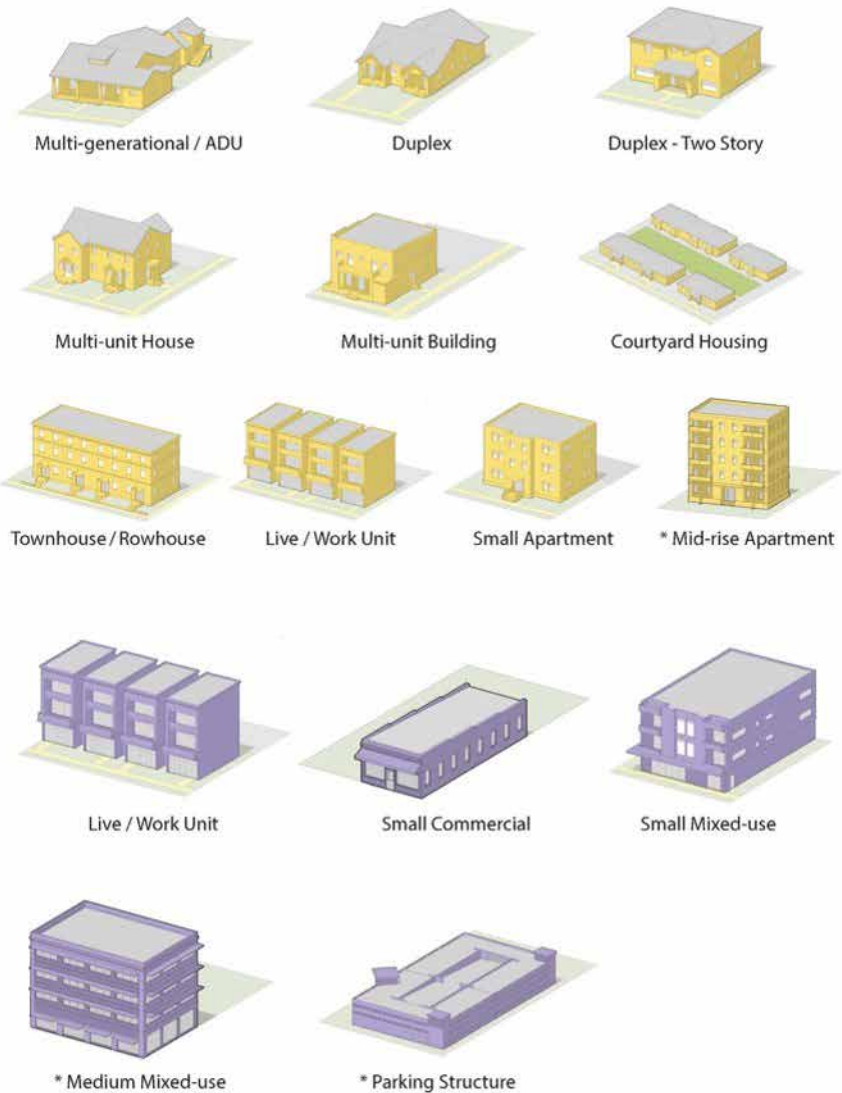 Multi-generational / ADU
Duplex
Duplex - Two Story
Multi-unit House
Multi-unit Building
Courtyard Housing
Townhouse / Rowhouse
Live / Work Unit
Small Apartment
* Mid-rise Apartment
Live / Work Unit
Small Commercial
Small Mixed-use
* Medium Mixed-use
* Parking Structure